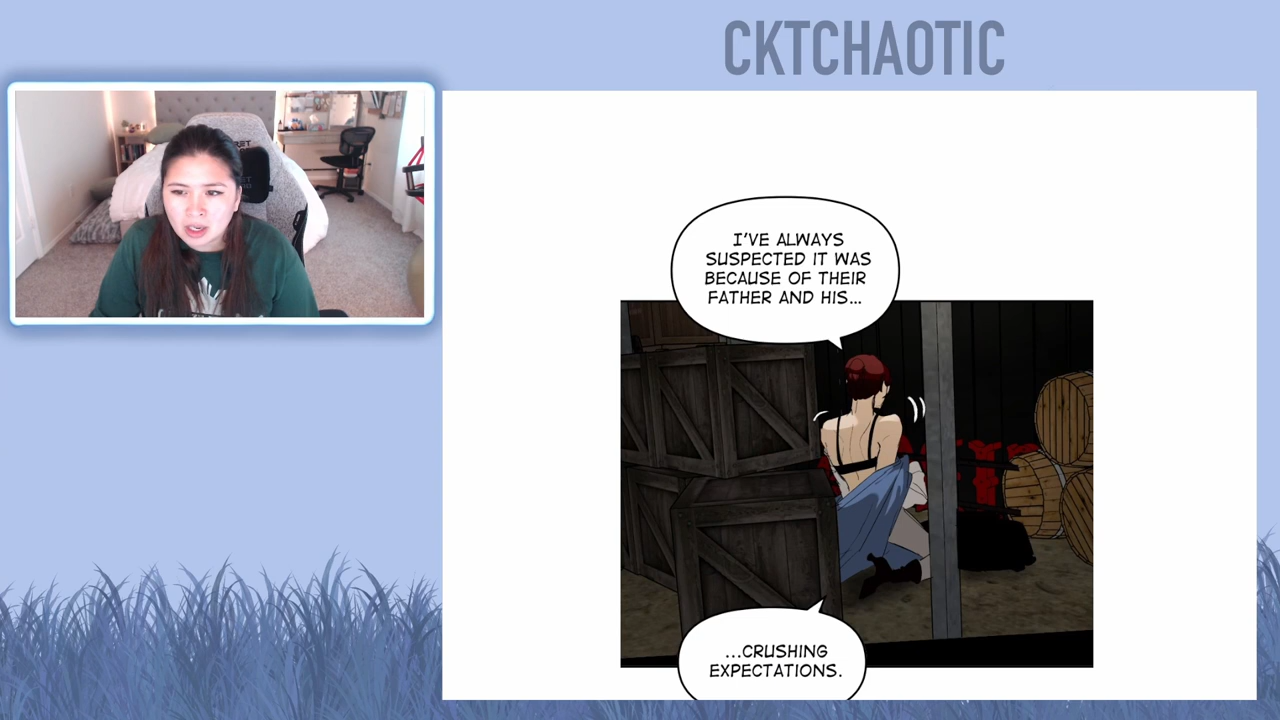 CKTCHAOTIC
I'VE ALWAYS
SUSPECTED IT WAS
BECAUSE OF THEIR
FATHER AND HIS...
...CRUSHING
EXPECTATIONS.